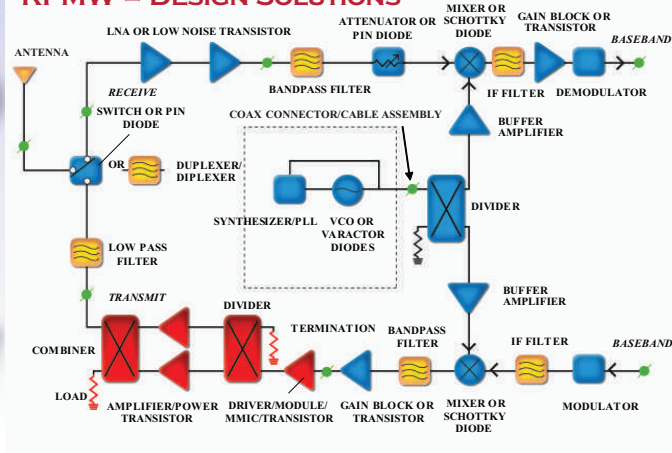 RFMW – DESIGN SOLUTIONS
ANTENNA
LNA OR LOW NOISE TRANSISTOR
ATTENUATOR OR
PIN DIODE
MIXER OR
SCHOTTKY
DIODE
GAIN BLOCK OR
TRANSISTOR
BASEBAND
RECEIVE
BANDPASS FILTER
IF FILTER
DEMODULATOR
SWITCH OR PIN
DIODE
COAX CONNECTOR/CABLE ASSEMBLY
BUFFER
AMPLIFIER
OR
DUPLEXER/
DIPLEXER
SYNTHESIZER/PLL
VCO OR
VARACTOR
DIODES
DIVIDER
LOW PASS
FILTER
TRANSMIT
DIVIDER
TERMINATION
BANDPASS
FILTER
BUFFER
AMPLIFIER
IF FILTER
BASEBAND
COMBINER
LOAD
AMPLIFIER/POWER
TRANSISTOR
DRIVER/MODULE/
MMIC/TRANSISTOR
GAIN BLOCK OR
TRANSISTOR
MIXER OR
SCHOTTKY
DIODE
MODULATOR